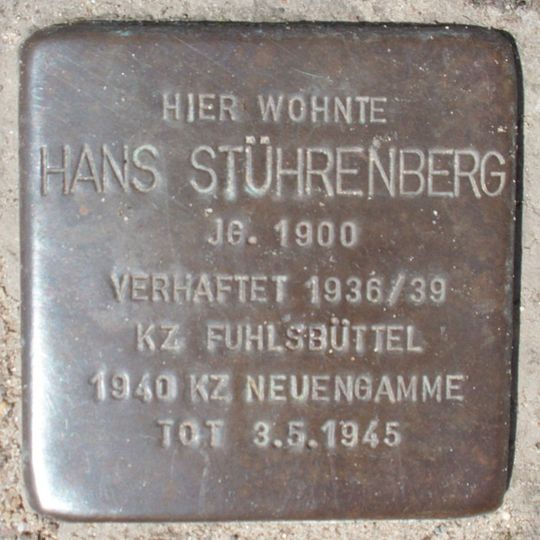 HIER WOHNTE
HANS STÜHRENBERG
JG. 1900
VERHAFTET 1936/39
KZ FUHLSBÜTTEL
1940 KZ NEUENGAMME
TOT 3.5.1945